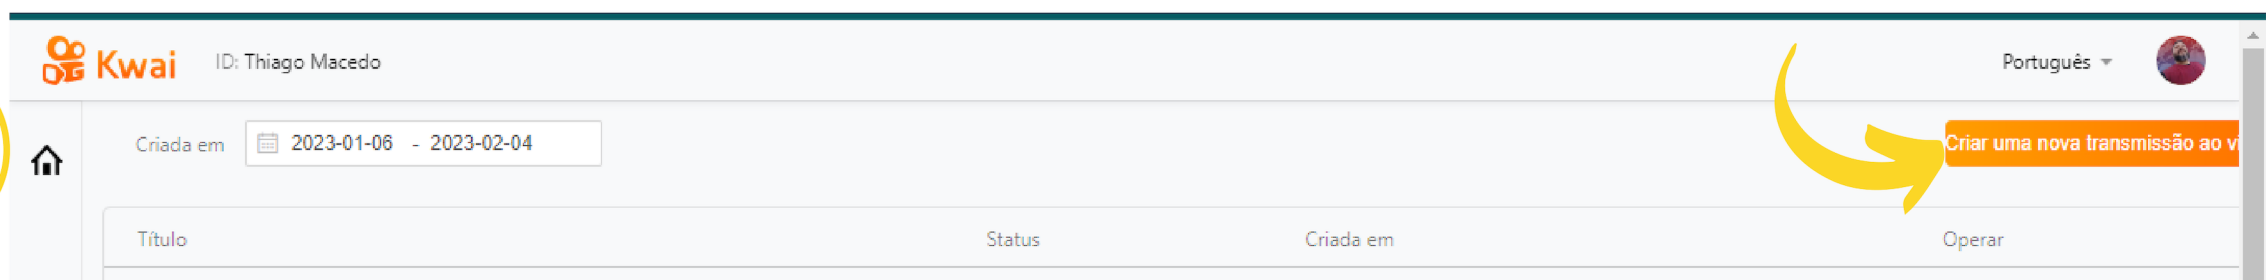 Kwai ID: Thiago Macedo Português
Criada em 2023-01-06 - 2023-02-04 Criar uma nova transmissão ao vi
Título Status Criada em Operar